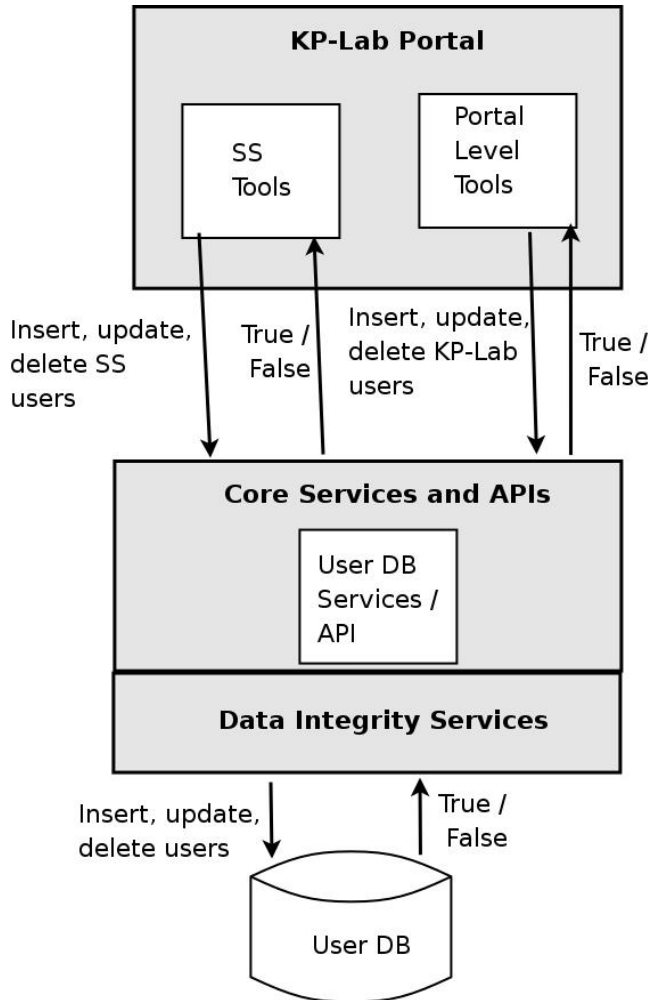 KP-Lab Portal
SS
Tools
Portal
Level
Tools
Insert, update,
delete SS
users
True /
False
Insert, update,
delete KP-Lab
users
True /
False
Core Services and APIs
User DB
Services /
API
Data Integrity Services
Insert, update,
delete users
True /
False
User DB